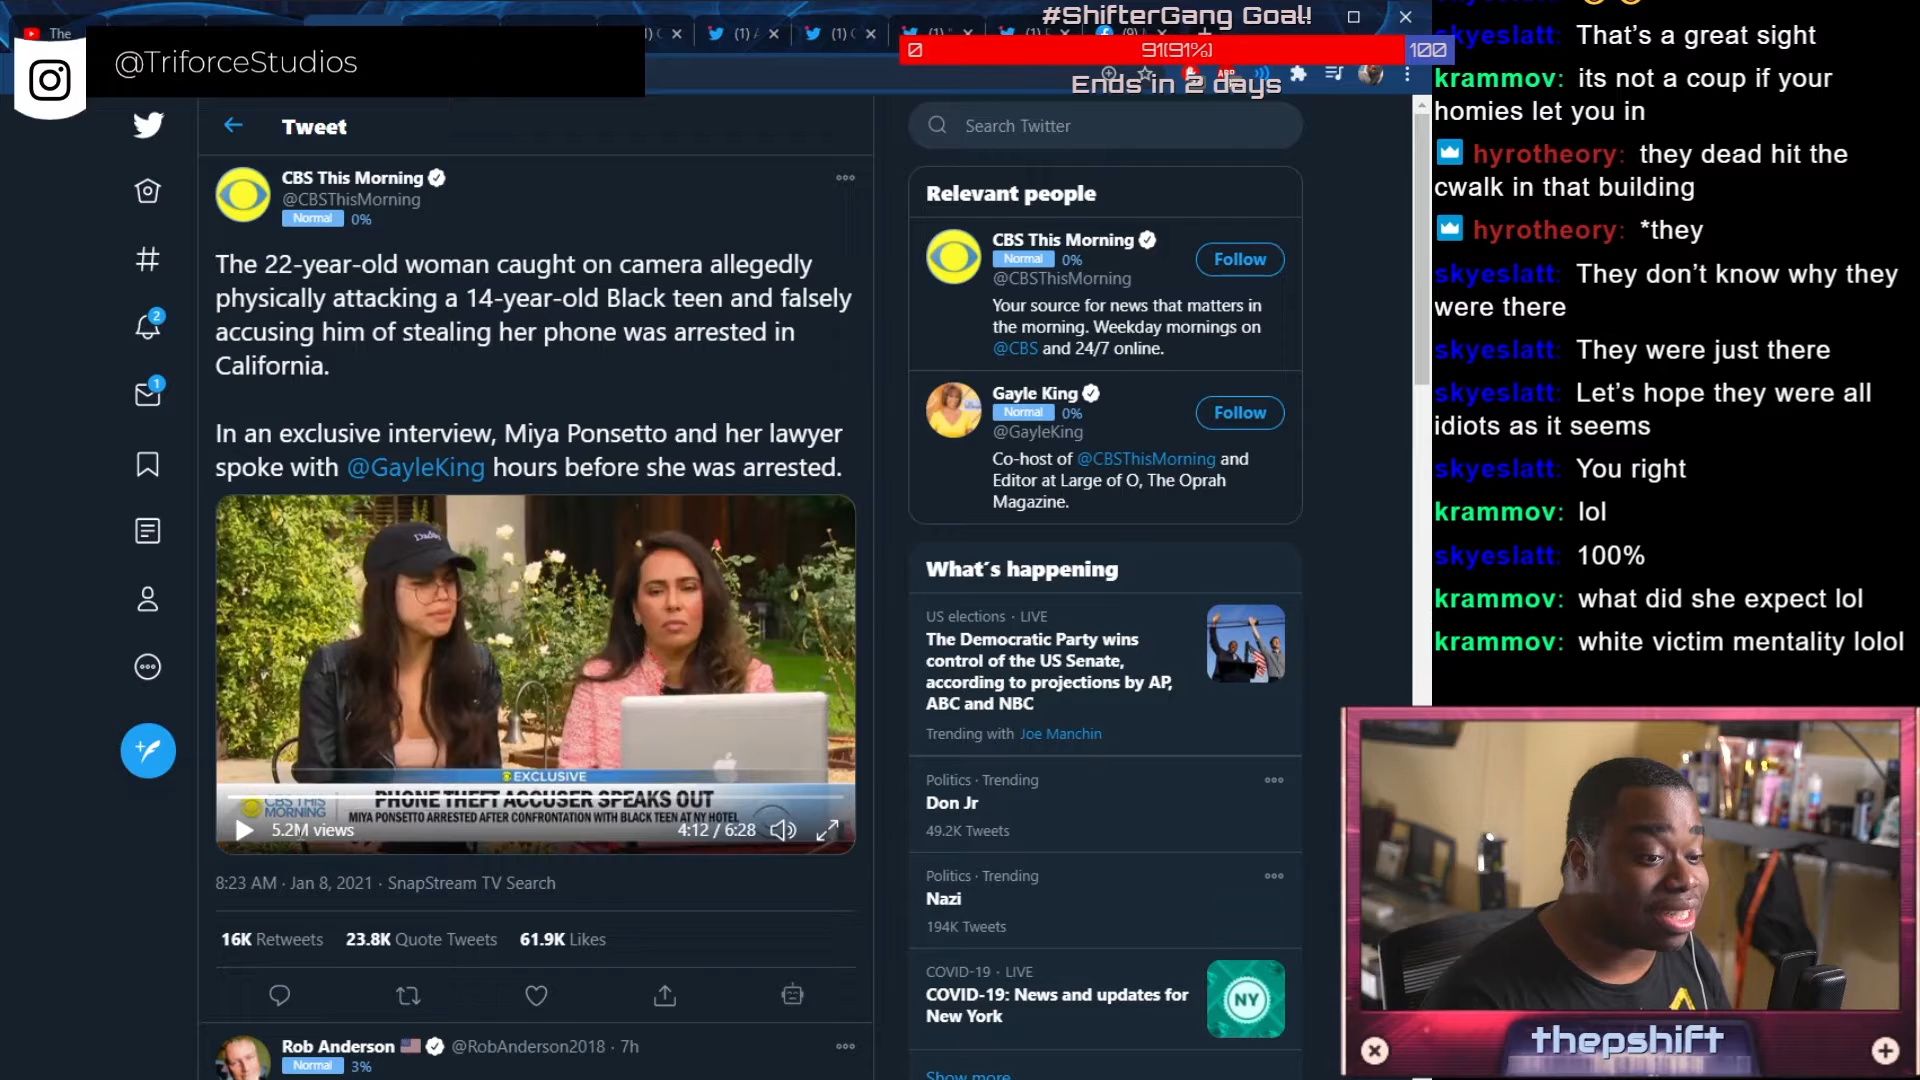 #ShifterGang Goal!
0
91(91%)
100
Ends in 2 days
The
@TriforceStudios
Tweet
CBS This Morning
@CBSThisMorning
Normal 0%
The 22-year-old woman caught on camera allegedly
physically attacking a 14-year-old Black teen and falsely
accusing him of stealing her phone was arrested in
California.
In an exclusive interview, Miya Ponsetto and her lawyer
spoke with @GayleKing hours before she was arrested.
EXCLUSIVE
CBS THIS
MORNING
PHONE THEFT ACCUSER SPEAKS OUT
MIYA PONSETTO ARRESTED AFTER CONFRONTATION WITH BLACK TEEN AT NY HOTEL
5.2M views
4:12 / 6:28
8:23 AM · Jan 8, 2021 · SnapStream TV Search
16K Retweets 23.8K Quote Tweets 61.9K Likes
Rob Anderson @RobAnderson2018 · 7h
Normal 3%
2
1
Search Twitter
Relevant people
CBS This Morning
Normal 0%
@CBSThisMorning
Follow
Your source for news that matters in
the morning. Weekday mornings on
@CBS and 24/7 online.
Gayle King
Normal 0%
@GayleKing
Follow
Co-host of @CBSThisMorning and
Editor at Large of O, The Oprah
Magazine.
What's happening
US elections · LIVE
The Democratic Party wins
control of the US Senate,
according to projections by AP,
ABC and NBC
Trending with Joe Manchin
Politics · Trending
Don Jr
49.2K Tweets
Politics · Trending
Nazi
194K Tweets
COVID-19 · LIVE
COVID-19: News and updates for
New York
NY
Show more
skyeslatt: That's a great sight
krammov: its not a coup if your
homies let you in
hyrotheory: they dead hit the
cwalk in that building
hyrotheory: *they
skyeslatt: They don't know why they
were there
skyeslatt: They were just there
skyeslatt: Let's hope they were all
idiots as it seems
skyeslatt: You right
krammov: lol
skyeslatt: 100%
krammov: what did she expect lol
krammov: white victim mentality lolol
thepshift